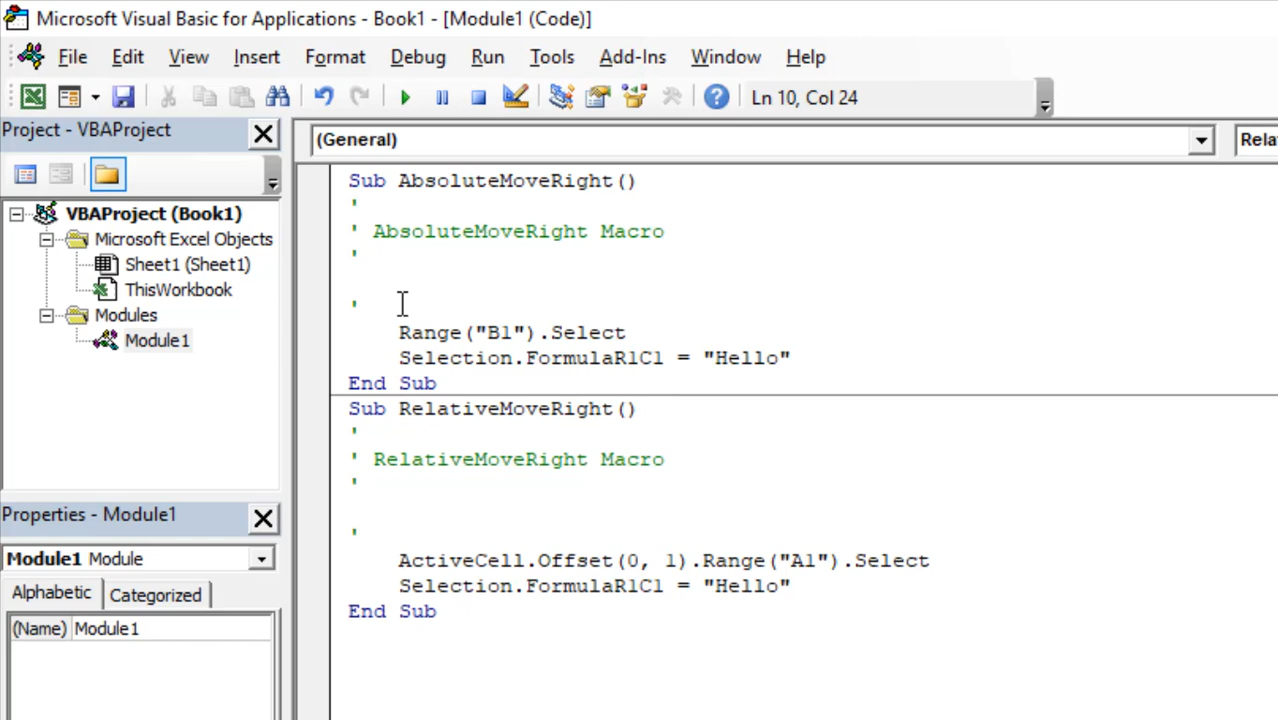 Microsoft Visual Basic for Applications - Book1 - [Module1 (Code)]
File Edit View Insert Format Debug Run Tools Add-Ins Window Help
Ln 10, Col 24
Project - VBAProject
VBAProject (Book1)
Microsoft Excel Objects
Sheet1 (Sheet1)
ThisWorkbook
Modules
Module1
Properties - Module1
Module1 Module
Alphabetic Categorized
(Name) Module1
(General)
Sub AbsoluteMoveRight()
'
' AbsoluteMoveRight Macro
'
'
Range("B1").Select
Selection.FormulaR1C1 = "Hello"
End Sub
Sub RelativeMoveRight()
'
' RelativeMoveRight Macro
'
'
ActiveCell.Offset(0, 1).Range("A1").Select
Selection.FormulaR1C1 = "Hello"
End Sub